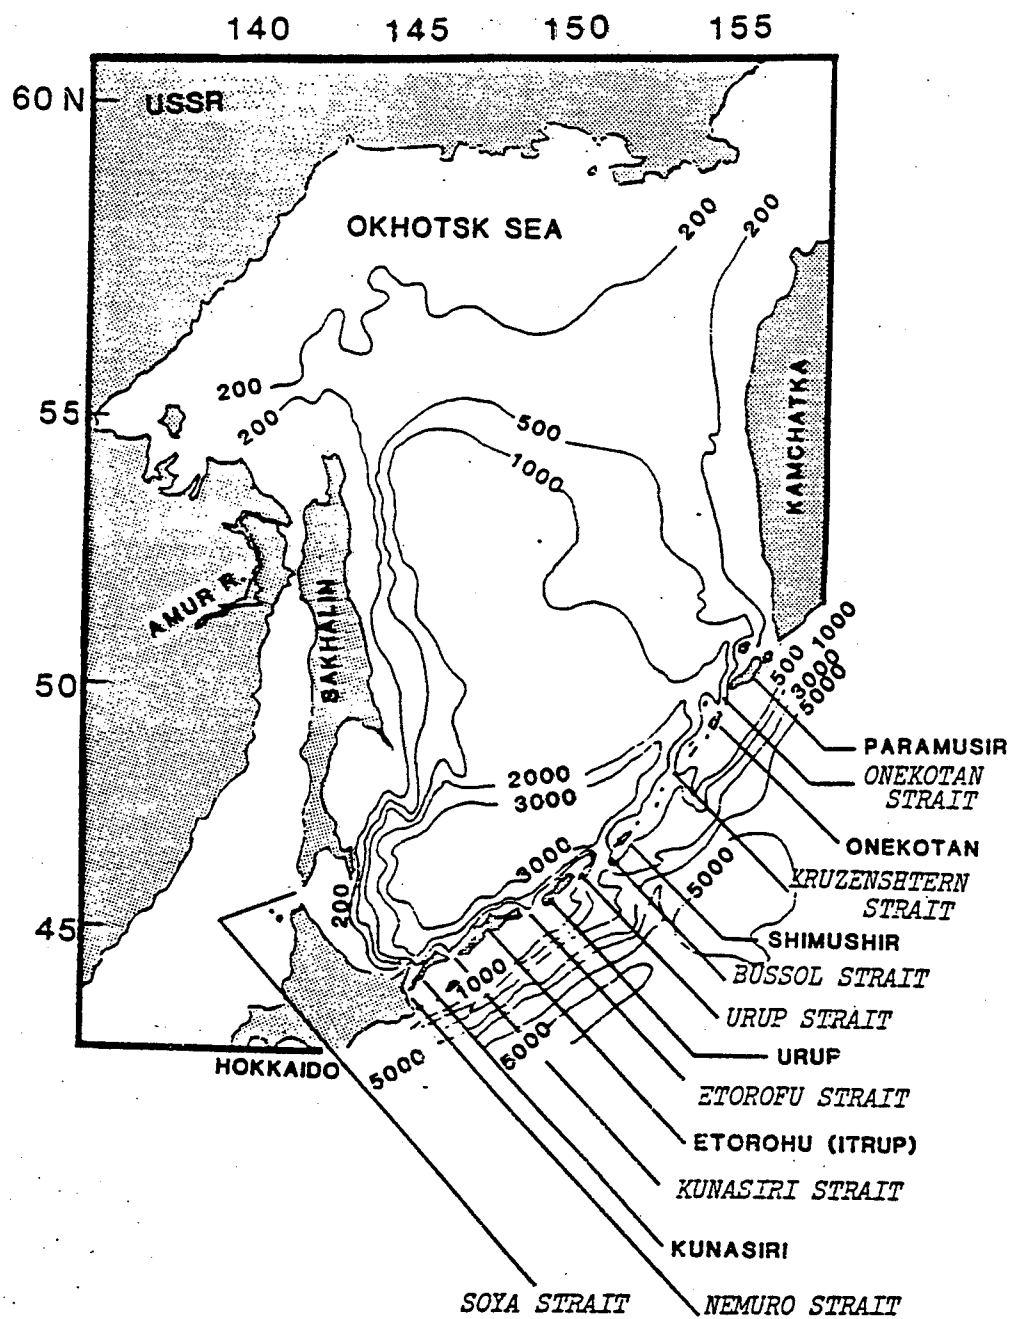 140 145 150 155
60 N
USSR
OKHOTSK SEA
200
200
200
55
200
500
1000
KAMCHATKA
AMUR R.
SAKHALIN
50
500
1000
3000
5000
PARAMUSIR
ONEKOTAN
STRAIT
2000
3000
ONEKOTAN
3000
5000
KRUZENSHTERN
STRAIT
200
45
SHIMUSHIR
1000
BUSSOL STRAIT
URUP STRAIT
5000
5000
URUP
HOKKAIDO
ETOROFU STRAIT
ETOROHU (ITRUP)
KUNASIRI STRAIT
KUNASIRI
SOYA STRAIT
NEMURO STRAIT